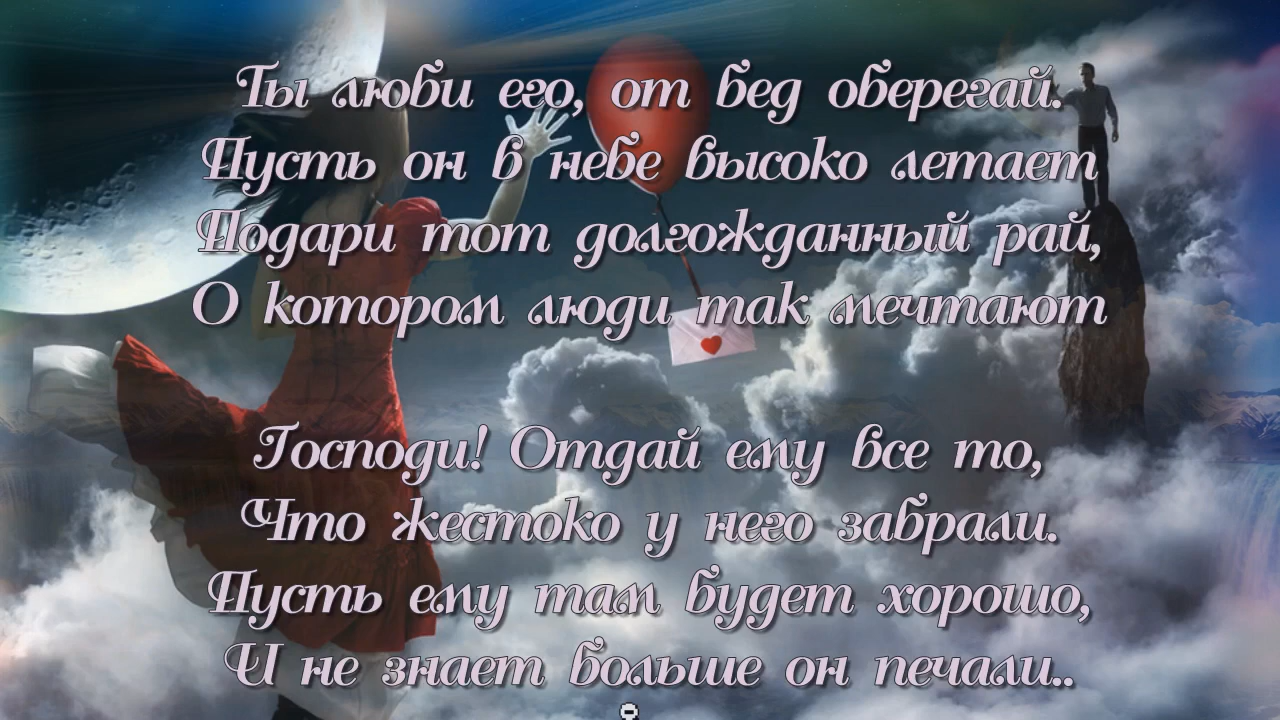 Ты люби его, от бед оберегай.
Пусть он в небе высоко летает
Подари тот долгожданный рай,
О котором люди так мечтают
Господи! Отдай ему все то,
Что жестоко у него забрали.
Пусть ему там будет хорошо,
И не знает больше он печали..